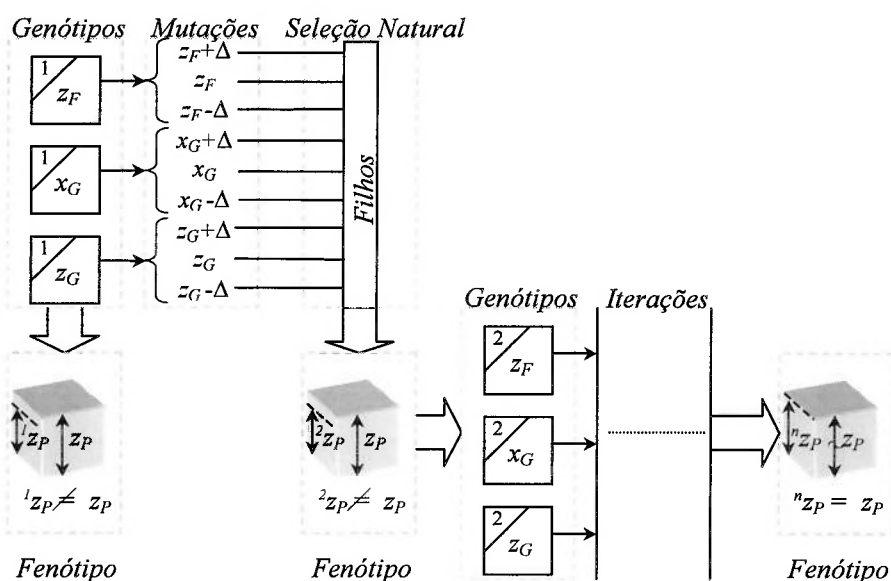 Genótipos Mutações Seleção Natural
1 z_F
z_F+Δ
z_F
z_F-Δ
1 x_G
x_G+Δ
x_G
x_G-Δ
1 z_G
z_G+Δ
z_G
z_G-Δ
Filhos
Genótipos Iterações
2 z_F
2 x_G
2 z_G
¹z_P z_P
¹z_P ≠ z_P
Fenótipo
²z_P z_P
²z_P ≠ z_P
Fenótipo
ⁿz_P z_P
ⁿz_P = z_P
Fenótipo